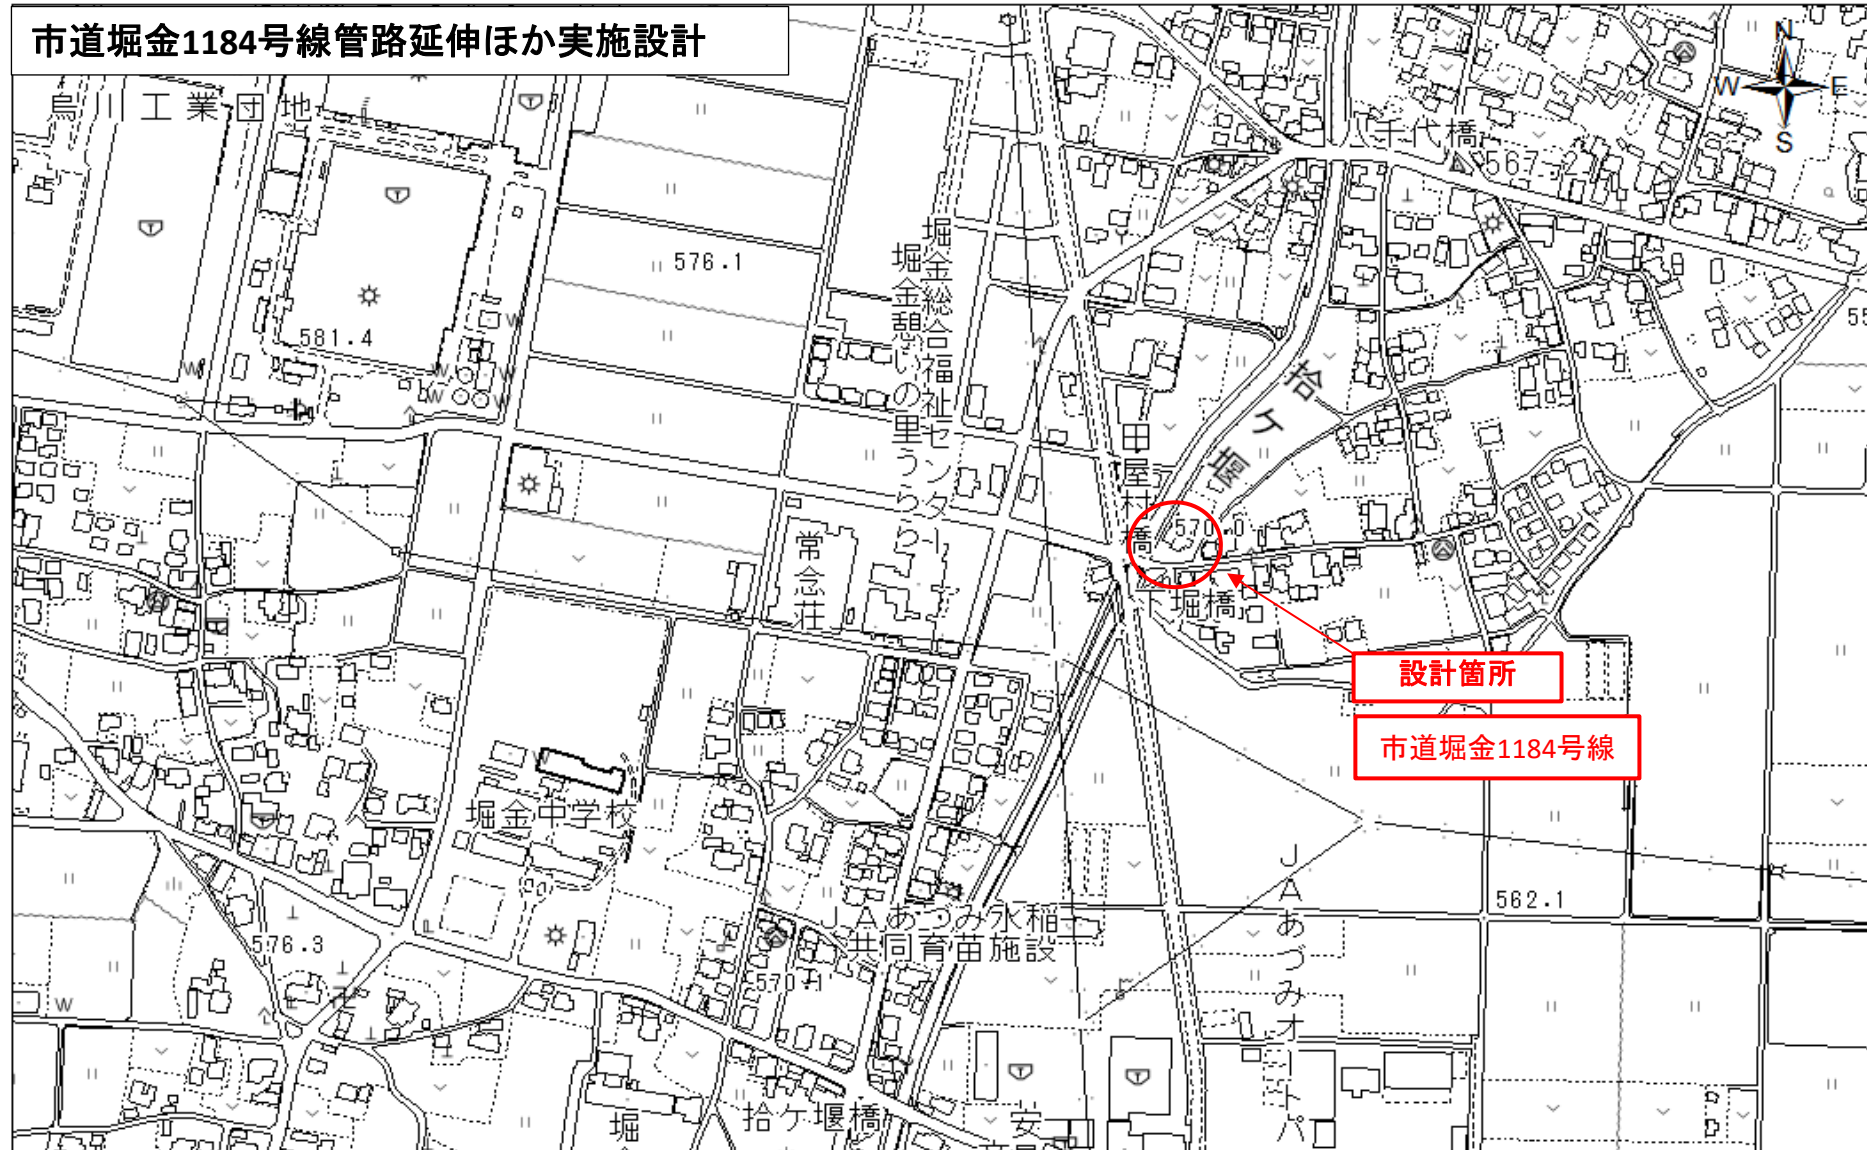 市道堀金1184号線管路延伸ほか実施設計
N
W E
S
烏川工業団地
千代橋
567.2
576.1
581.4
堀金総合福祉センター
堀金憩いの里うらら
拾ケ堰
田屋村橋
570.0
常念荘
堀橋
設計箇所
市道堀金1184号線
堀金中学校
562.1
JAあづみ水稲
共同育苗施設
576.3
570.1
JAあづみオートパ
拾ケ堰橋
堀
安